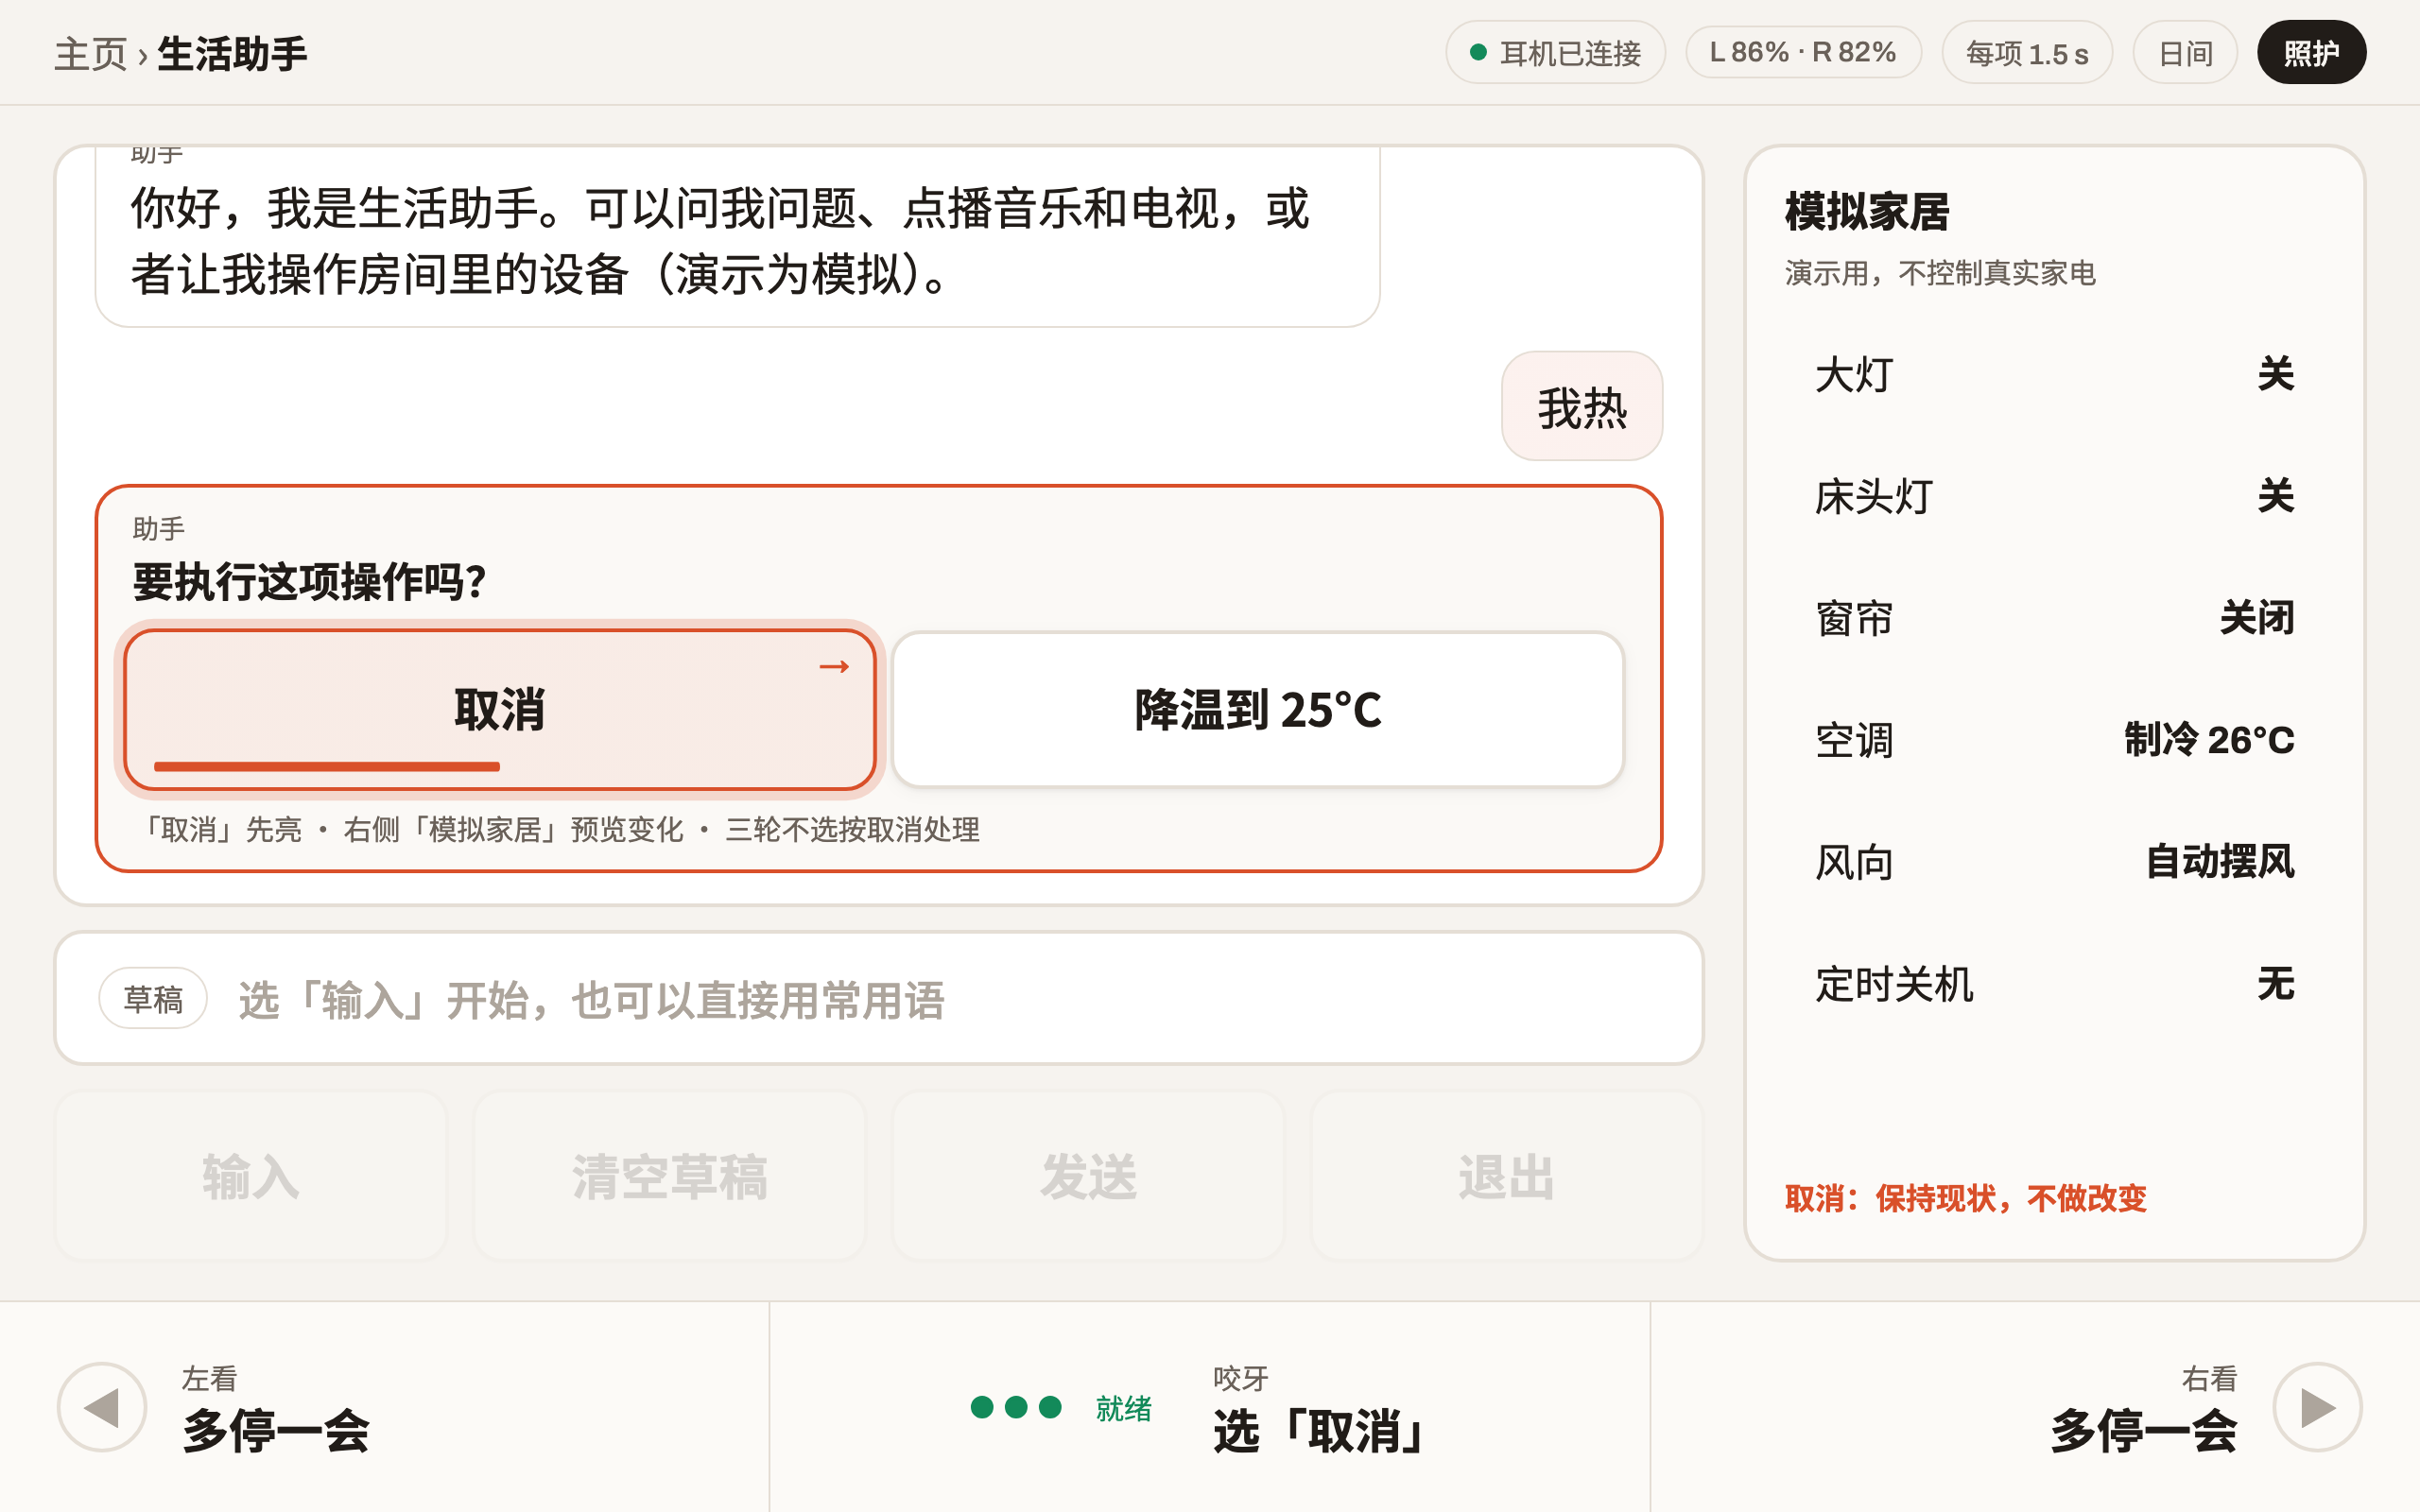 主页 › 生活助手
耳机已连接
L 86% · R 82%
每项 1.5 s
日间
照护
助手
你好，我是生活助手。可以问我问题、点播音乐和电视，或
者让我操作房间里的设备（演示为模拟）。
我热
助手
要执行这项操作吗？
取消
→
降温到 25°C
「取消」先亮 • 右侧「模拟家居」预览变化 • 三轮不选按取消处理
草稿
选「输入」开始，也可以直接用常用语
输入
清空草稿
发送
退出
模拟家居
演示用，不控制真实家电
大灯 关
床头灯 关
窗帘 关闭
空调 制冷 26°C
风向 自动摆风
定时关机 无
取消：保持现状，不做改变
左看
多停一会
就绪
咬牙
选「取消」
右看
多停一会